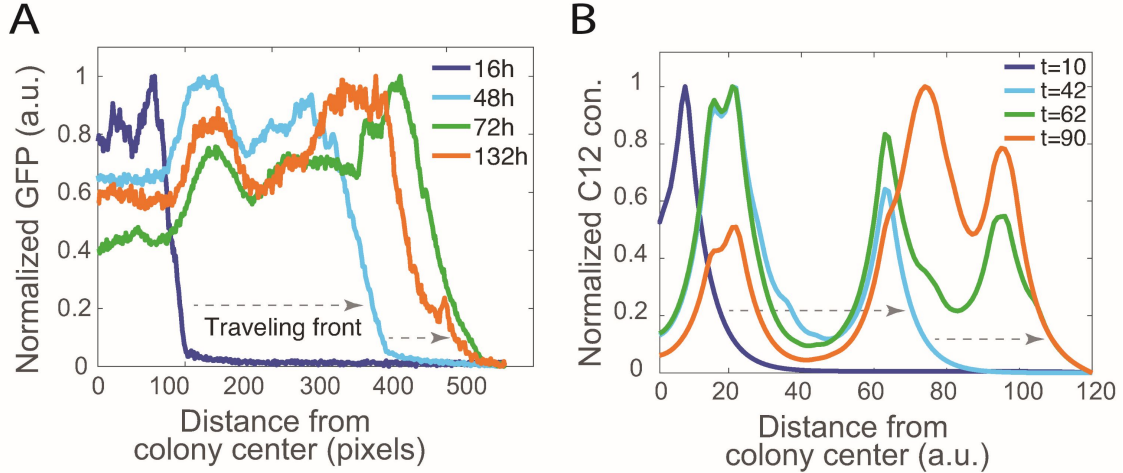 A
Normalized GFP (a.u.)
1
0.8
0.6
0.4
0.2
0
16h
48h
72h
132h
Traveling front
0 100 200 300 400 500
Distance from
colony center (pixels)
B
Normalized C12 con.
1
0.8
0.6
0.4
0.2
0
t=10
t=42
t=62
t=90
0 20 40 60 80 100 120
Distance from
colony center (a.u.)